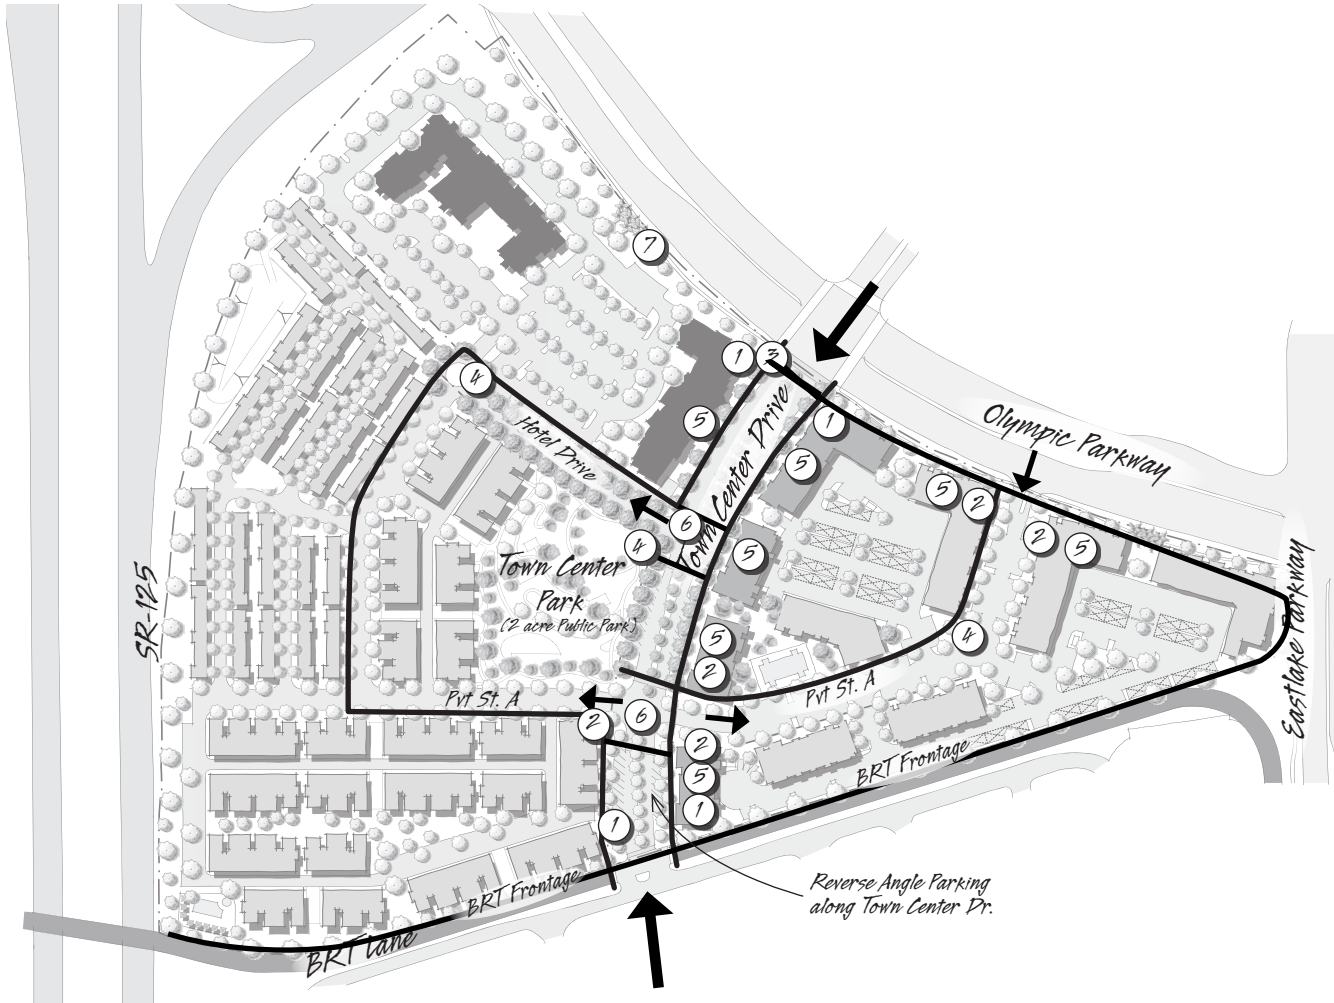 7
1
3
4
1
Hotel Drive
5
Town Center Drive
5
Olympic Parkway
5
2
2
5
6
4
5
Town Center
Park
(2 acre Public Park)
SR-125
Eastlake Parkway
5
2
4
Pvt St. A
Pvt St. A
2
6
2
5
1
1
BRT Frontage
BRT Frontage
Reverse Angle Parking
along Town Center Dr.
BRT Lane